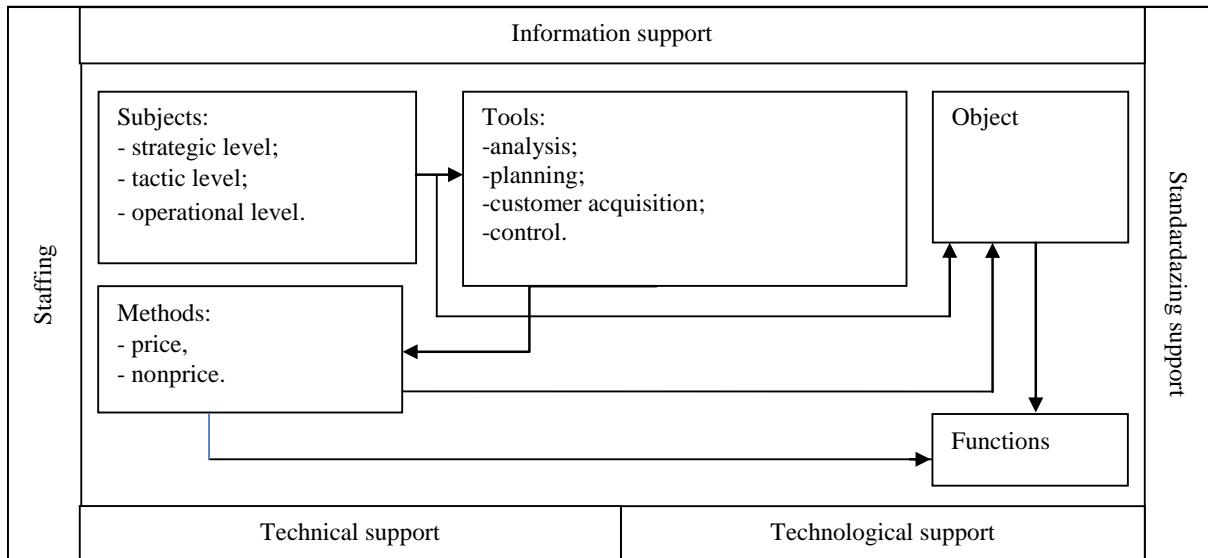 Information support
Staffing
Subjects:
- strategic level;
- tactic level;
- operational level.
Tools:
-analysis;
-planning;
-customer acquisition;
-control.
Object
Methods:
- price,
- nonprice.
Functions
Standardazing support
Technical support
Technological support